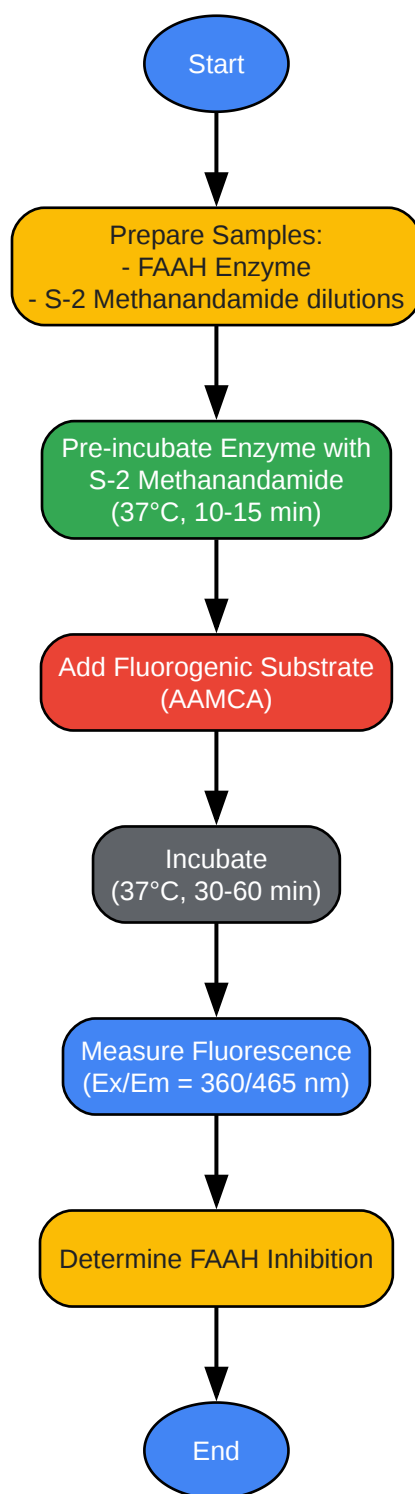 Start
Prepare Samples:
- FAAH Enzyme
- S-2 Methanandamide dilutions
Pre-incubate Enzyme with
S-2 Methanandamide
(37°C, 10-15 min)
Add Fluorogenic Substrate
(AAMCA)
Incubate
(37°C, 30-60 min)
Measure Fluorescence
(Ex/Em = 360/465 nm)
Determine FAAH Inhibition
End